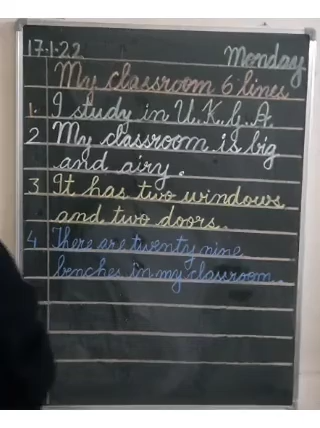 17.1.22 Monday
My classroom 6 lines
1. I study in U.K.G.A.
2 My classroom is big
and airy.
3 It has two windows
and two doors.
4 There are twenty nine
benches in my classroom.